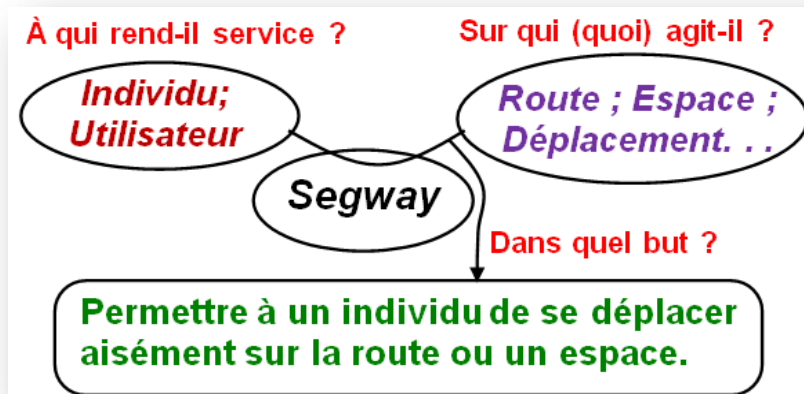 À qui rend-il service ?
Sur qui (quoi) agit-il ?
Individu;
Utilisateur
Route ; Espace ;
Déplacement. . .
Segway
Dans quel but ?
Permettre à un individu de se déplacer
aisément sur la route ou un espace.